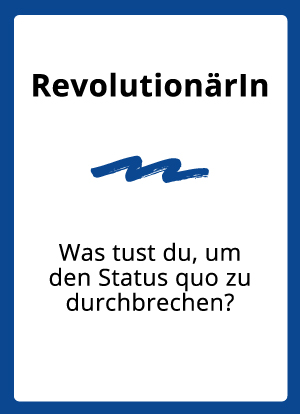 RevolutionärIn
Was tust du, um
den Status quo zu
durchbrechen?